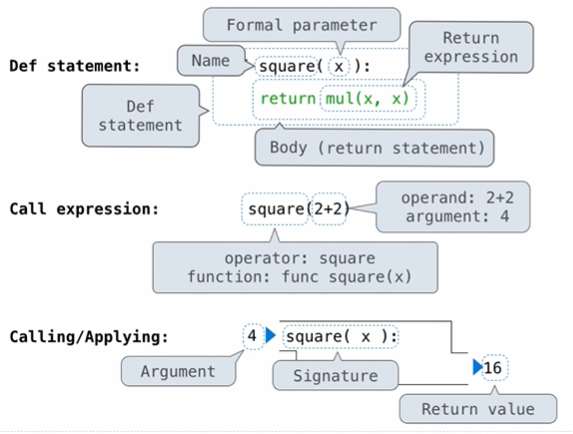 Formal parameter
Return
expression
Name
Def statement:
square( x ):
return mul(x, x)
Def
statement
Body (return statement)
Call expression:
square(2+2)
operand: 2+2
argument: 4
operator: square
function: func square(x)
Calling/Applying:
4
square( x ):
Argument
Signature
16
Return value